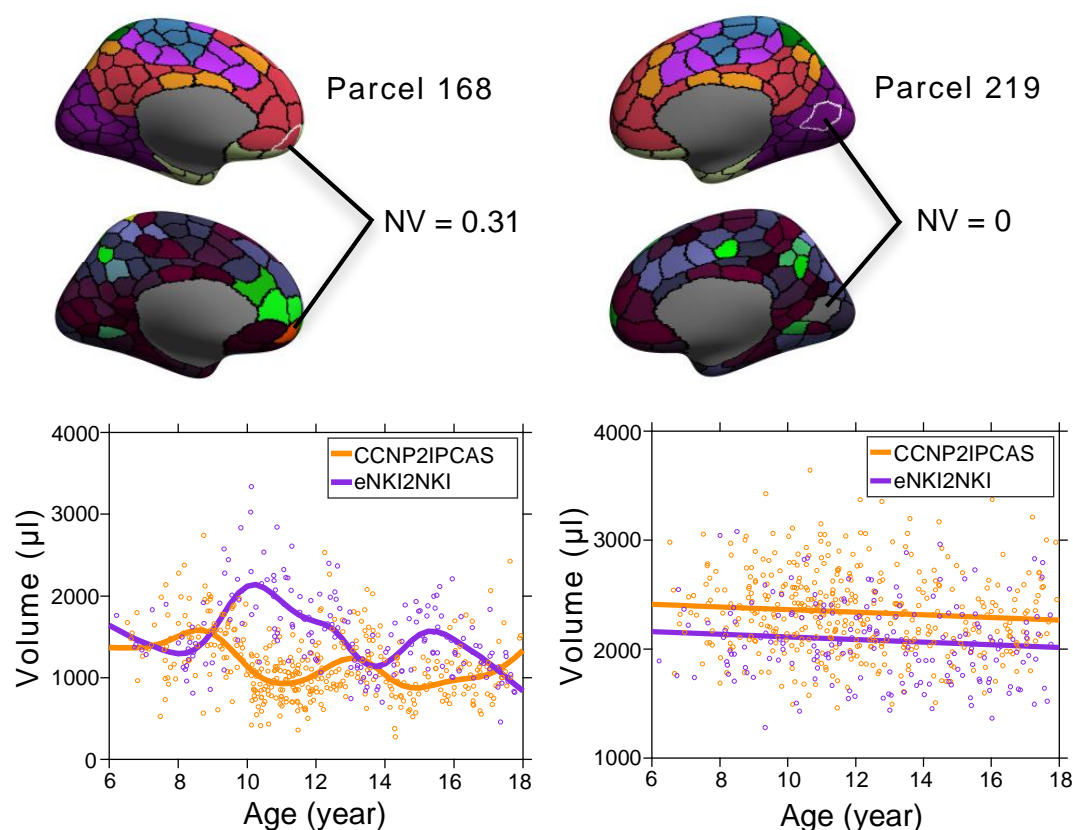 Parcel 168
NV = 0.31
Parcel 219
NV = 0
4000
3000
2000
1000
0
Volume (µl)
CCNP2IPCAS
eNKI2NKI
6 8 10 12 14 16 18
Age (year)
4000
3000
2000
1000
Volume (µl)
CCNP2IPCAS
eNKI2NKI
6 8 10 12 14 16 18
Age (year)